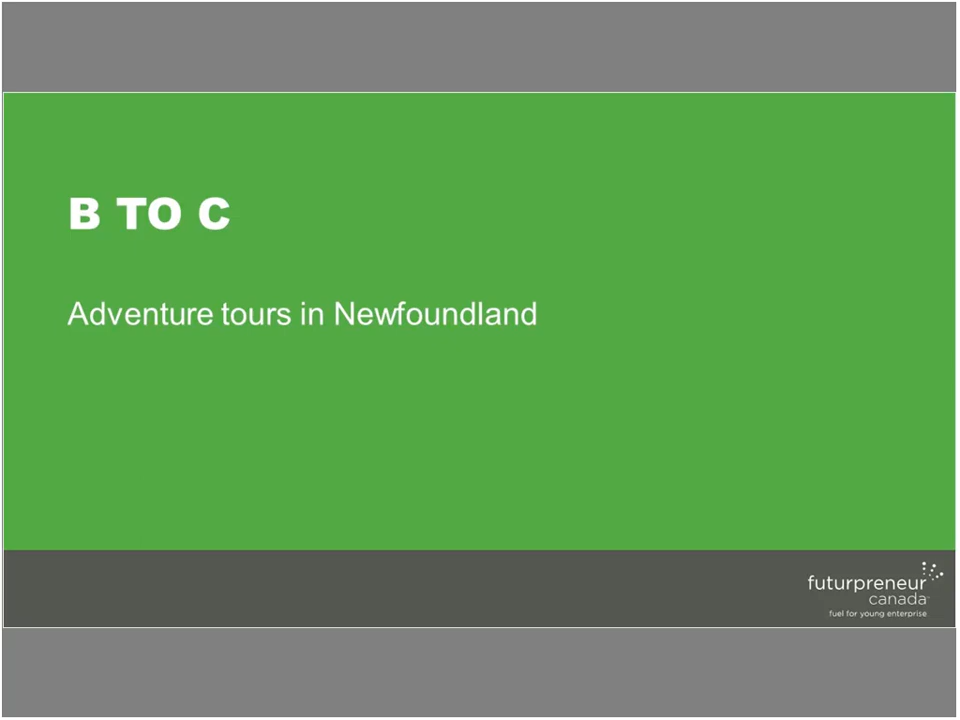 B TO C
Adventure tours in Newfoundland
futurpreneur
canada
fuel for young enterprise